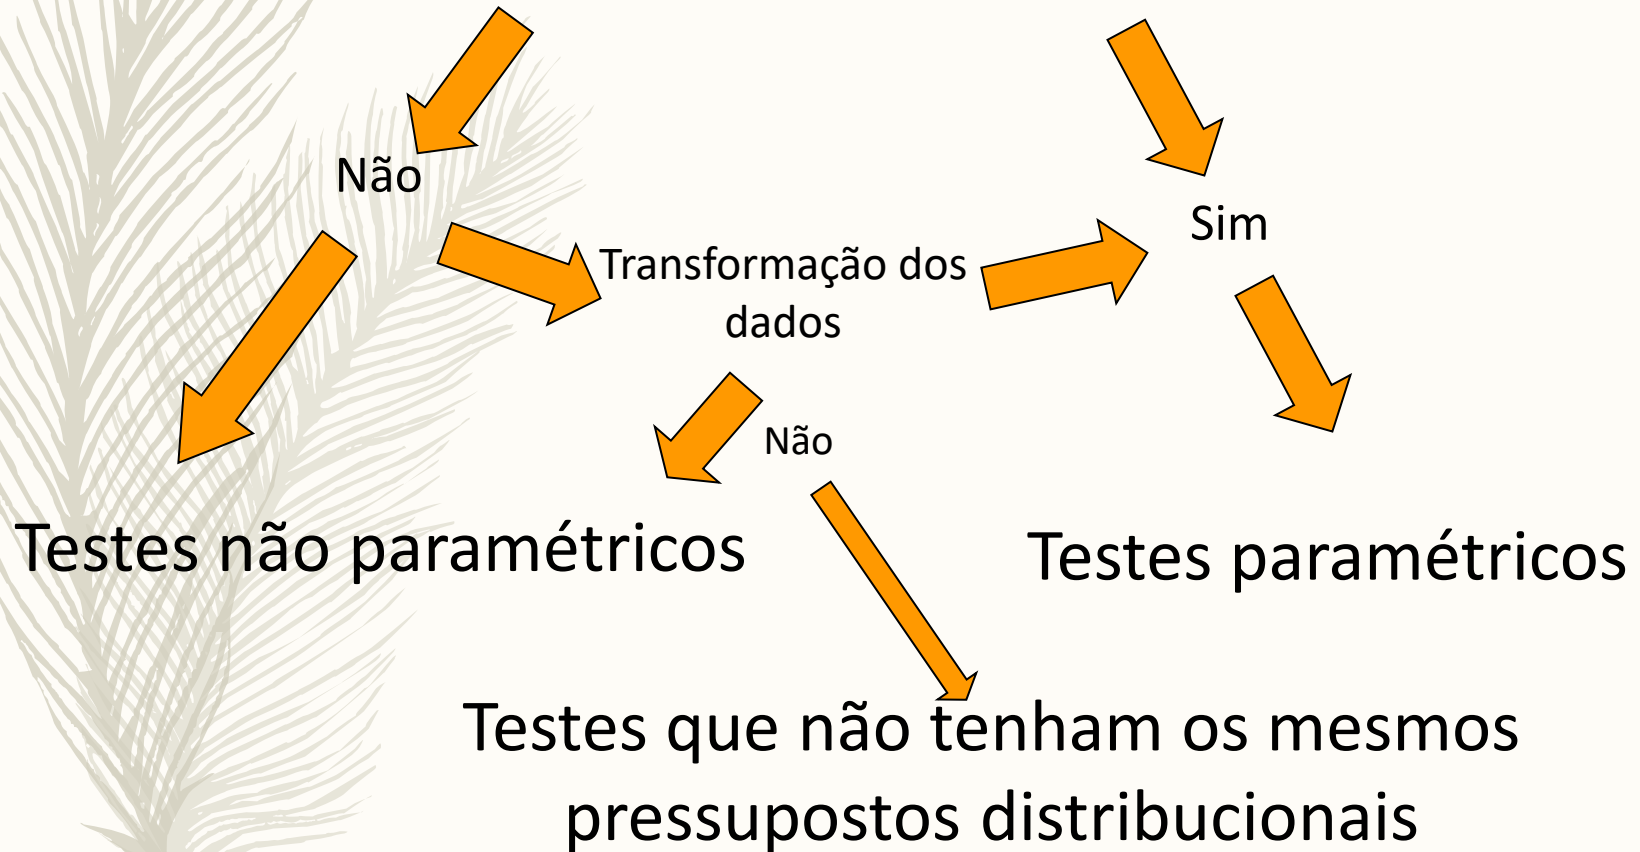 Não
Sim
Transformação dos
dados
Não
Testes não paramétricos
Testes paramétricos
Testes que não tenham os mesmos
pressupostos distribucionais